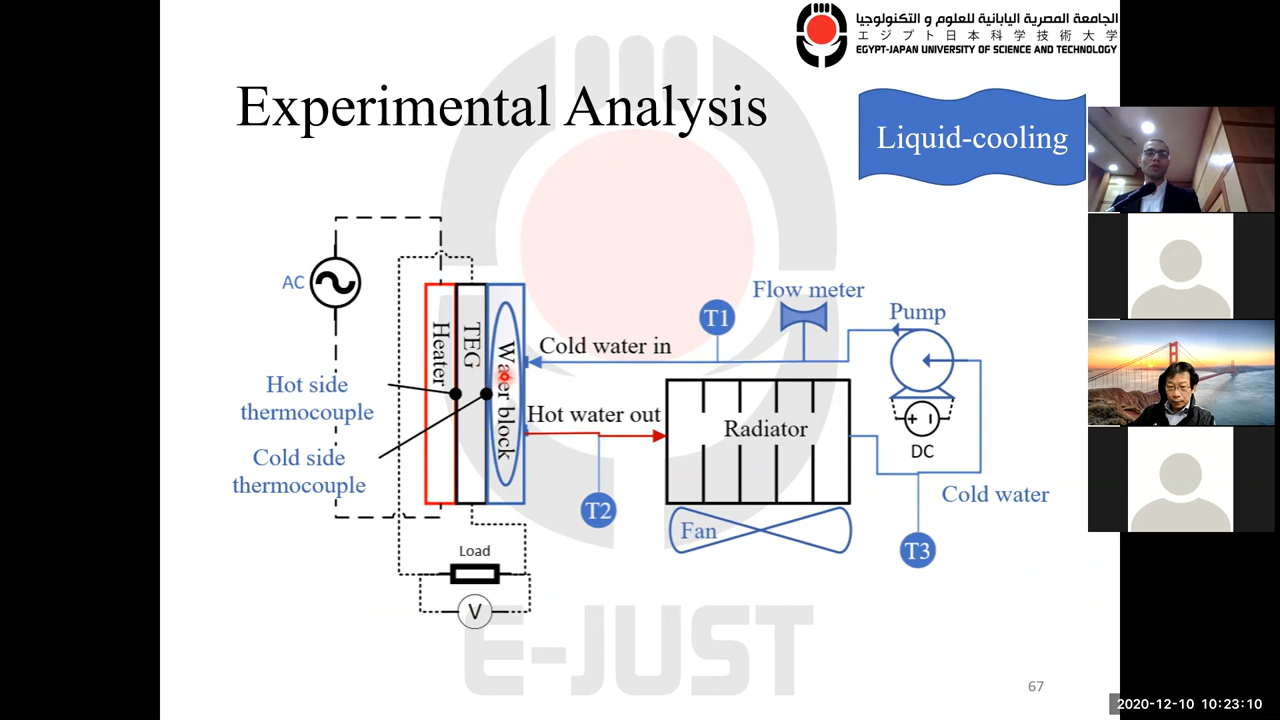 الجامعة المصرية اليابانية للعلوم و التكنولوجيا
エジプト日本科学技術大学
EGYPT-JAPAN UNIVERSITY OF SCIENCE AND TECHNOLOGY
Experimental Analysis
Liquid-cooling
AC
Heater
TEG
Water block
Hot side
thermocouple
Cold side
thermocouple
Load
V
Cold water in
Hot water out
T1
T2
Flow meter
Pump
DC
Radiator
Fan
Cold water
T3
E-JUST
67
2020-12-10 10:23:10